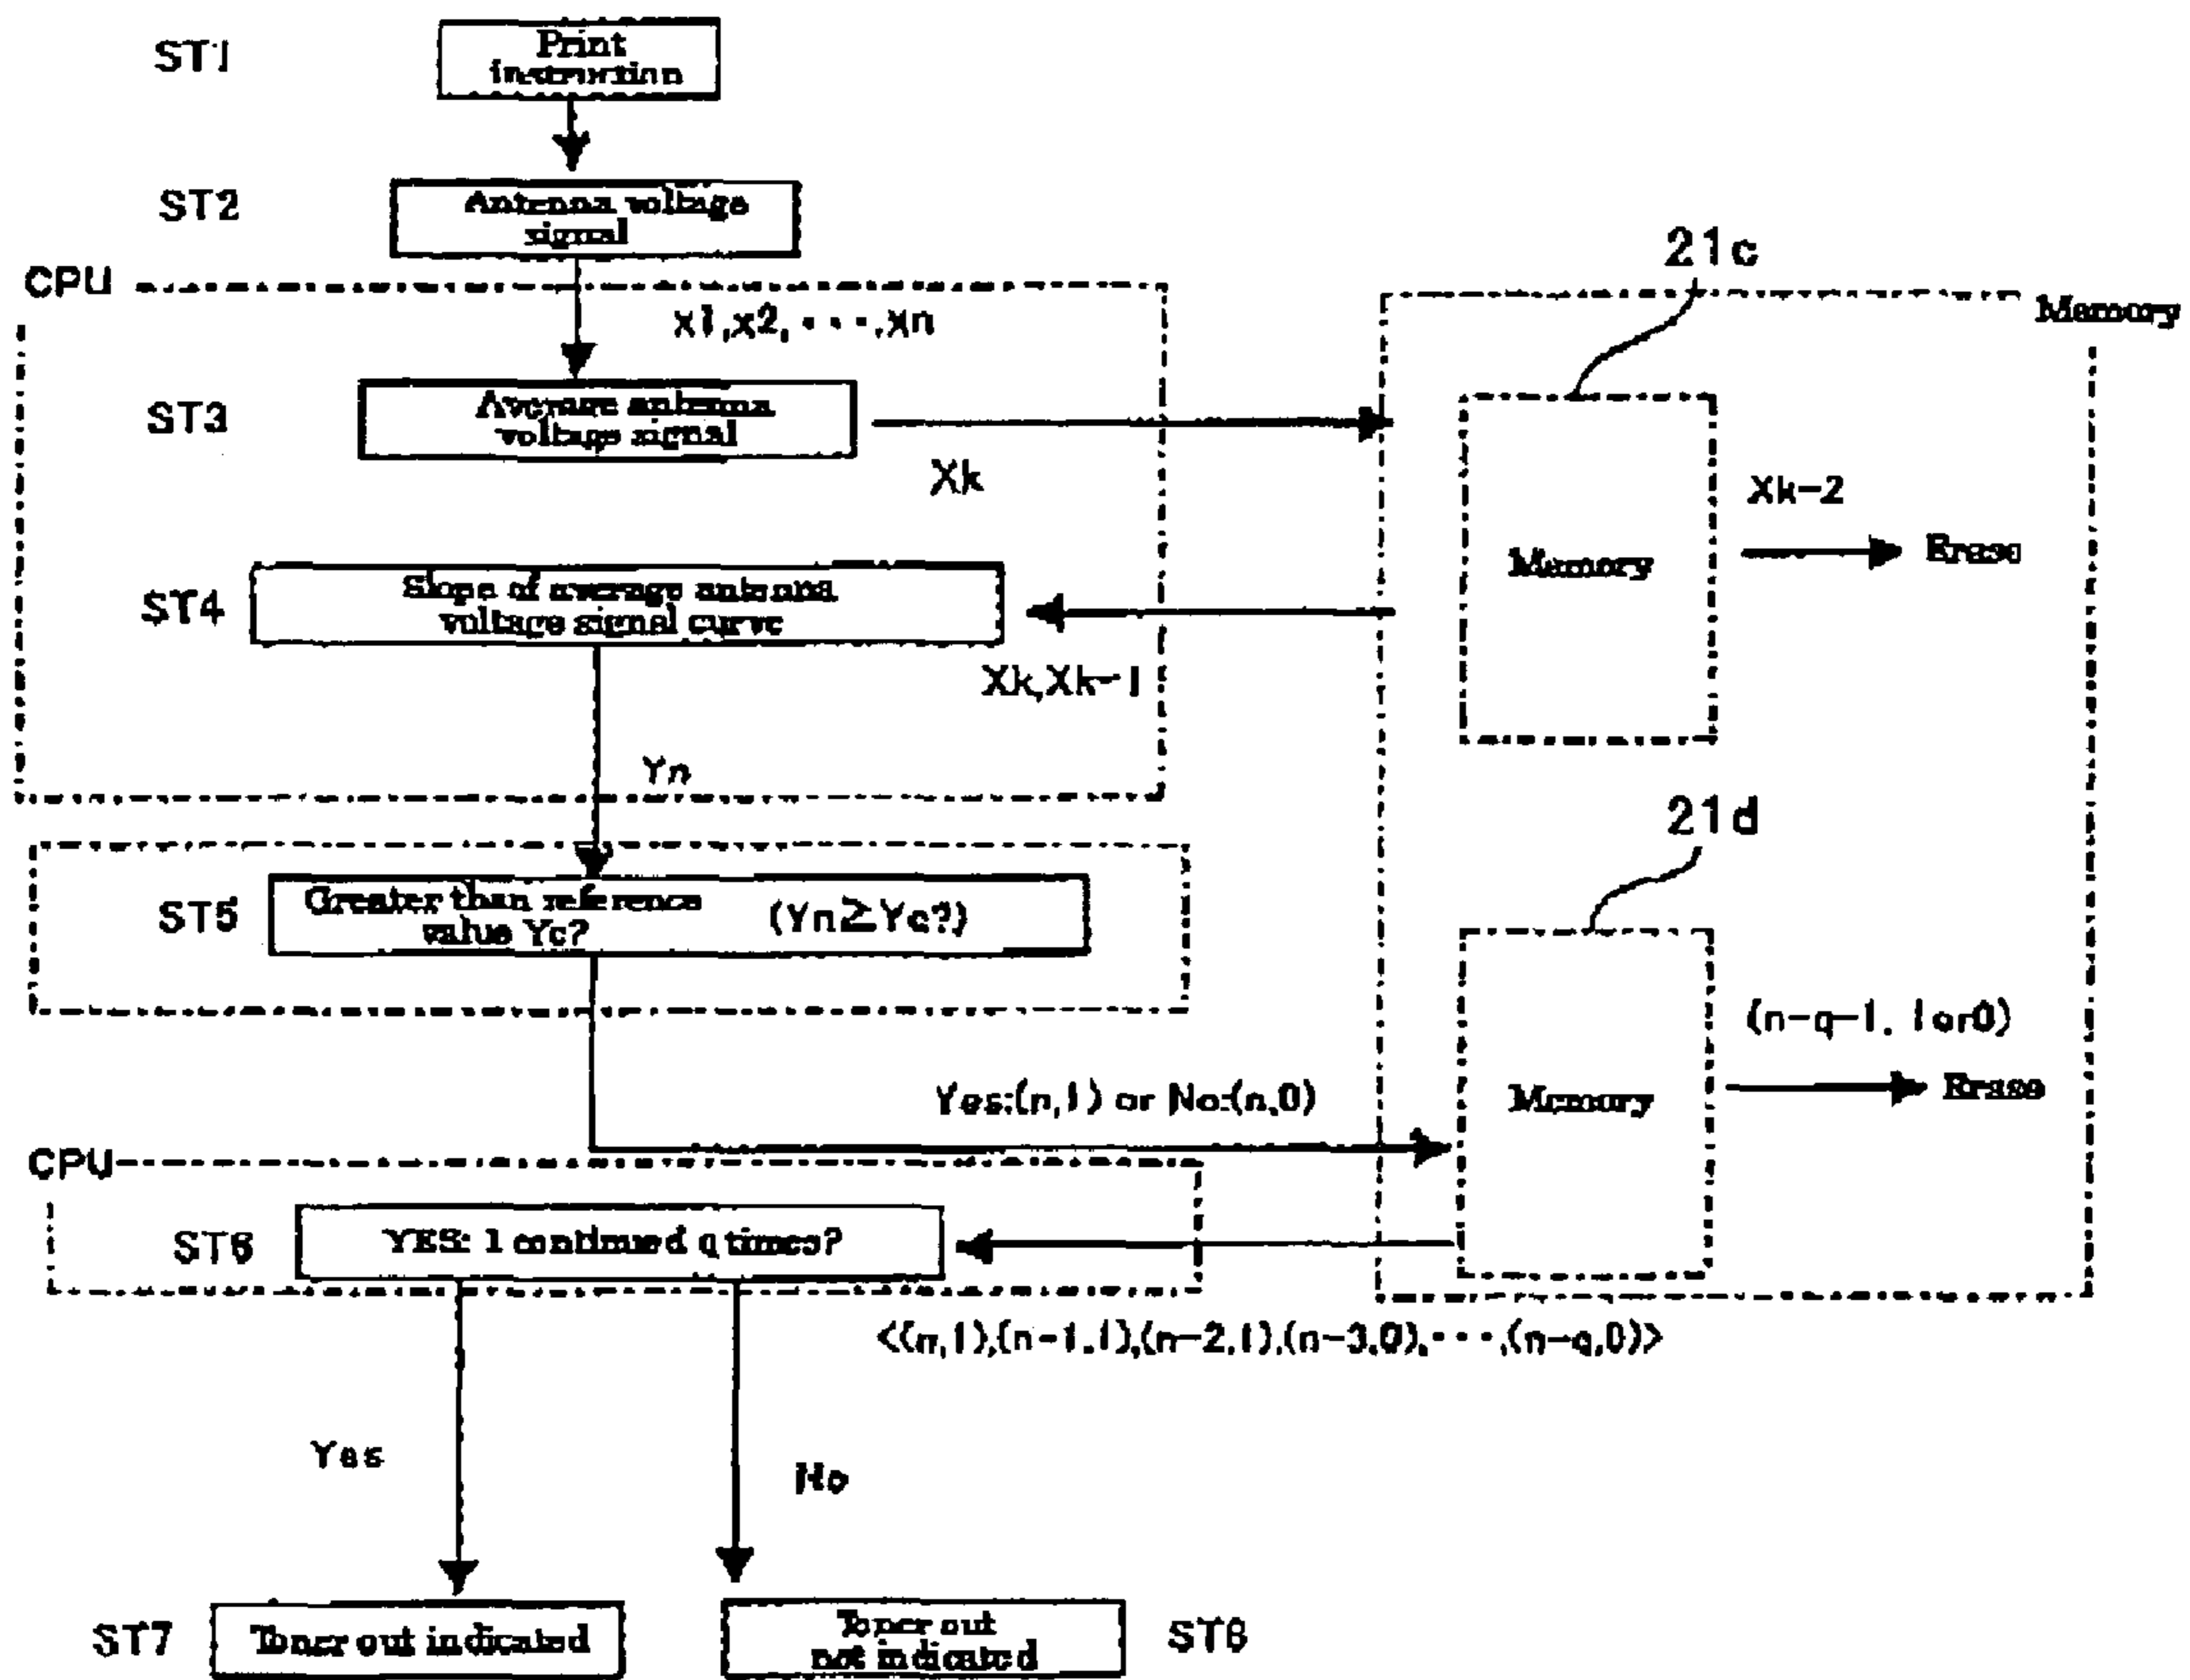 ST1
Print
instruction
ST2
Antenna voltage
signal
CPU
x1,x2,・・・,xn
21c
Memory
ST3
Average antenna
voltage signal
Xk
Memory
Xk-2
Erase
ST4
Slope of average antenna
voltage signal curve
Xk,Xk-1
Yn
21d
ST5
Greater than reference
value Yc?
(Yn≧Yc?)
Memory
(n-q-1, 1or0)
Erase
Yes:(n,1) or No:(n,0)
CPU
ST6
YES: 1 continued q times?
<(n,1),(n-1,1),(n-2,1),(n-3,0),・・・,(n-q,0)>
Yes
No
ST7
Toner out indicated
Toner out
not indicated
ST8